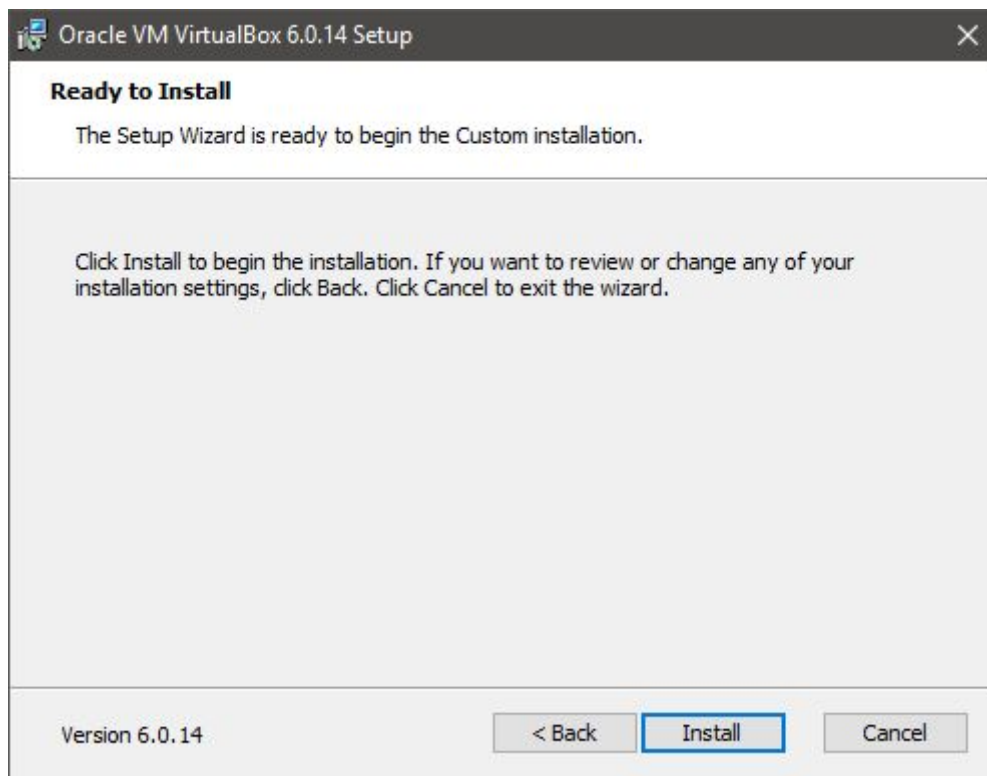 Oracle VM VirtualBox 6.0.14 Setup
Ready to Install
The Setup Wizard is ready to begin the Custom installation.
Click Install to begin the installation. If you want to review or change any of your
installation settings, click Back. Click Cancel to exit the wizard.
Version 6.0.14
< Back
Install
Cancel